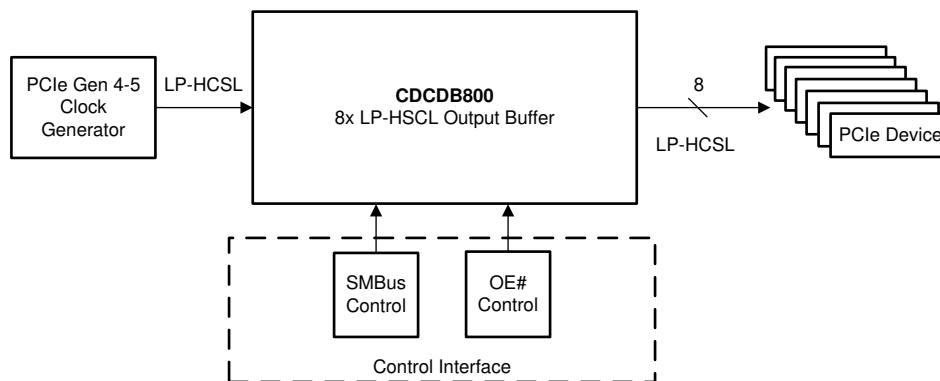 PCIe Gen 4-5
Clock
Generator
LP-HCSL
CDCDB800
8x LP-HSCL Output Buffer
8
LP-HCSL
PCIe Device
SMBus
Control
OE#
Control
Control Interface